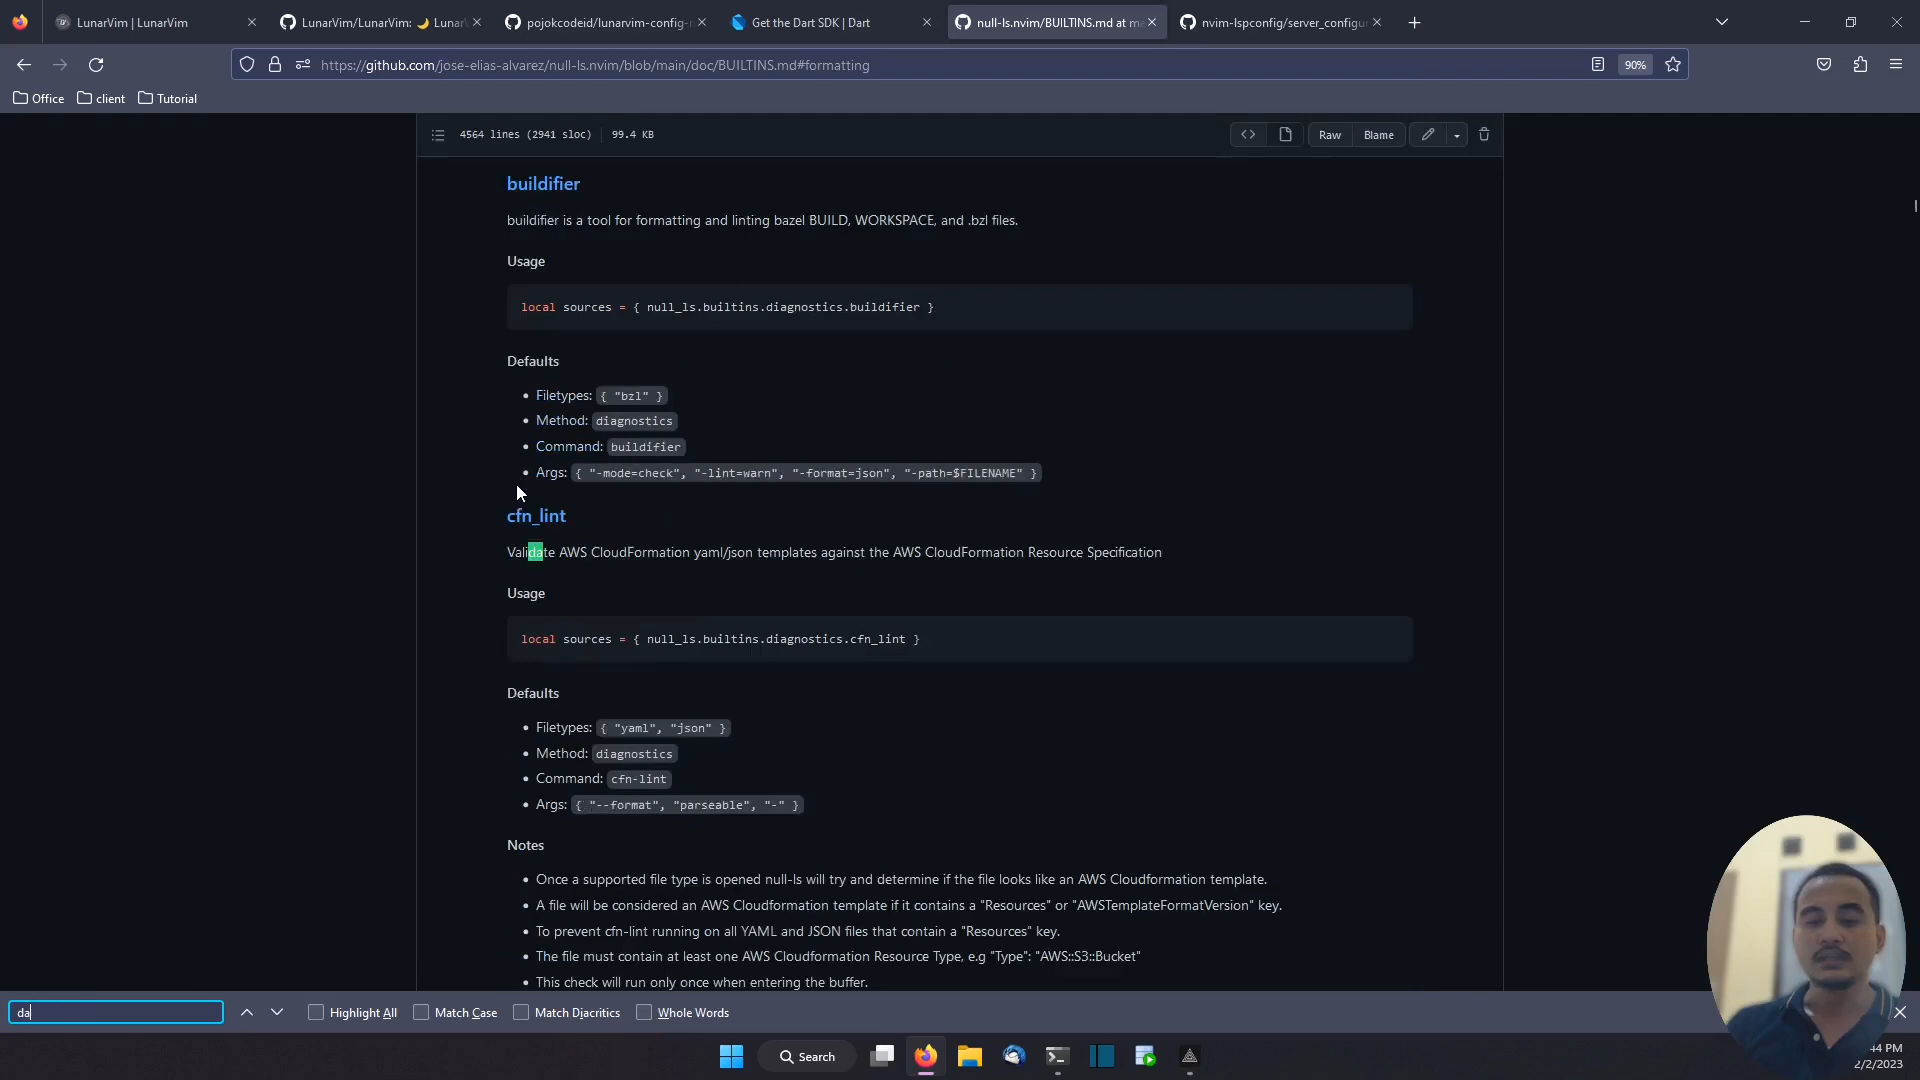 LunarVim | LunarVim
LunarVim/LunarVim: 🌙 Lunar
pojokcodeid/lunarvim-config-
Get the Dart SDK | Dart
null-ls.nvim/BUILTINS.md at
nvim-lspconfig/server_configu
https://github.com/jose-elias-alvarez/null-ls.nvim/blob/main/doc/BUILTINS.md#formatting
90%
Office
client
Tutorial
4564 lines (2941 sloc)
99.4 KB
Raw
Blame
buildifier
buildifier is a tool for formatting and linting bazel BUILD, WORKSPACE, and .bzl files.
Usage
local sources = { null_ls.builtins.diagnostics.buildifier }
Defaults
• Filetypes: { "bzl" }
• Method: diagnostics
• Command: buildifier
• Args: { "-mode=check", "-lint=warn", "-format=json", "-path=$FILENAME" }
cfn_lint
Validate AWS CloudFormation yaml/json templates against the AWS CloudFormation Resource Specification
Usage
local sources = { null_ls.builtins.diagnostics.cfn_lint }
Defaults
• Filetypes: { "yaml", "json" }
• Method: diagnostics
• Command: cfn-lint
• Args: { "--format", "parseable", "-" }
Notes
• Once a supported file type is opened null-ls will try and determine if the file looks like an AWS Cloudformation template.
• A file will be considered an AWS Cloudformation template if it contains a "Resources" or "AWSTemplateFormatVersion" key.
• To prevent cfn-lint running on all YAML and JSON files that contain a "Resources" key.
• The file must contain at least one AWS Cloudformation Resource Type, e.g "Type": "AWS::S3::Bucket"
• This check will run only once when entering the buffer.
da
Highlight All
Match Case
Match Diacritics
Whole Words
Search
44 PM
2/2/2023